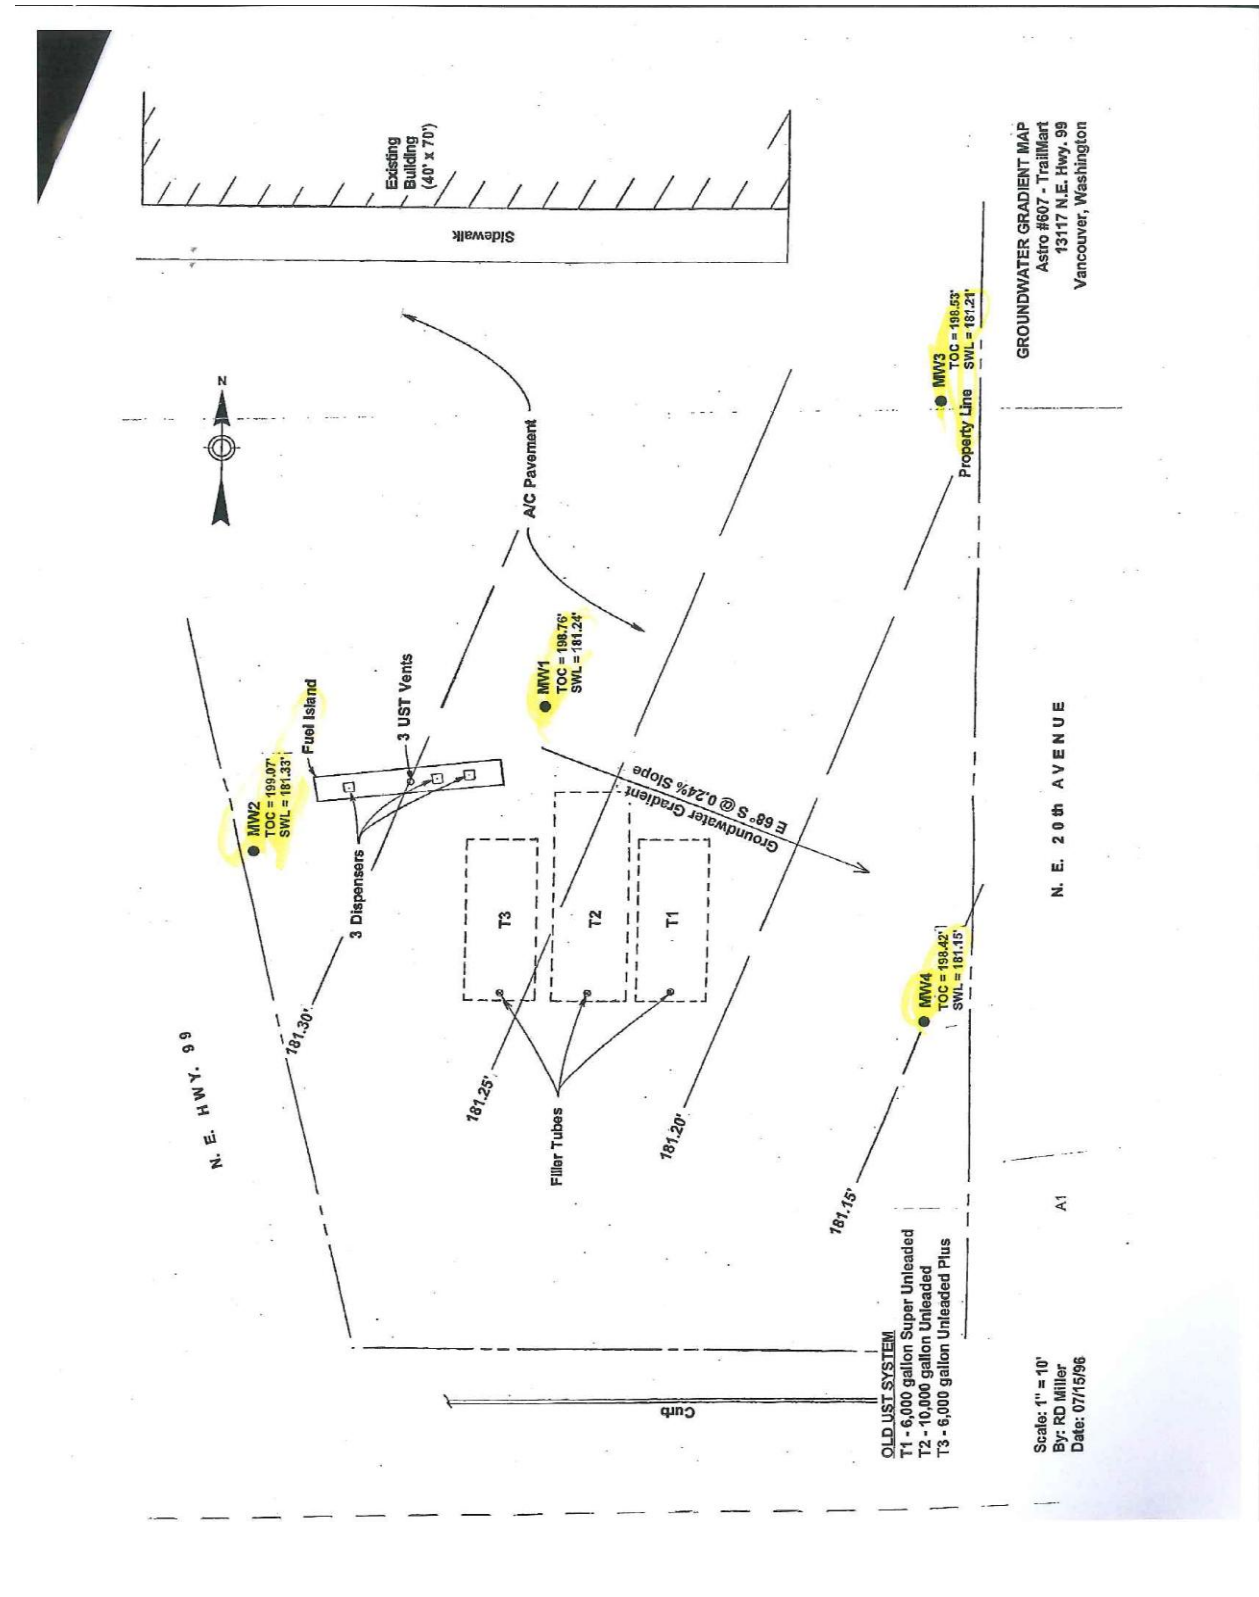 N
Existing
Building
(40' x 70')
Sidewalk
A/C Pavement
N. E. HWY. 99
MW2
TOC = 199.07'
SWL = 181.33'
Fuel Island
3 UST Vents
3 Dispensers
MW1
TOC = 198.76'
SWL = 181.24'
Groundwater Gradient
E 68° S @ 0.24% Slope
MW3
TOC = 198.53'
SWL = 181.21'
Property Line
MW4
TOC = 198.42'
SWL = 181.15'
T3
T2
T1
Filler Tubes
181.30'
181.25'
181.20'
181.15'
N. E. 20th AVENUE
Curb
OLD UST SYSTEM
T1 - 6,000 gallon Super Unleaded
T2 - 10,000 gallon Unleaded
T3 - 6,000 gallon Unleaded Plus
Scale: 1" = 10'
By: RD Miller
Date: 07/15/96
A1
GROUNDWATER GRADIENT MAP
Astro #607 - TrailMart
13117 N.E. Hwy. 99
Vancouver, Washington